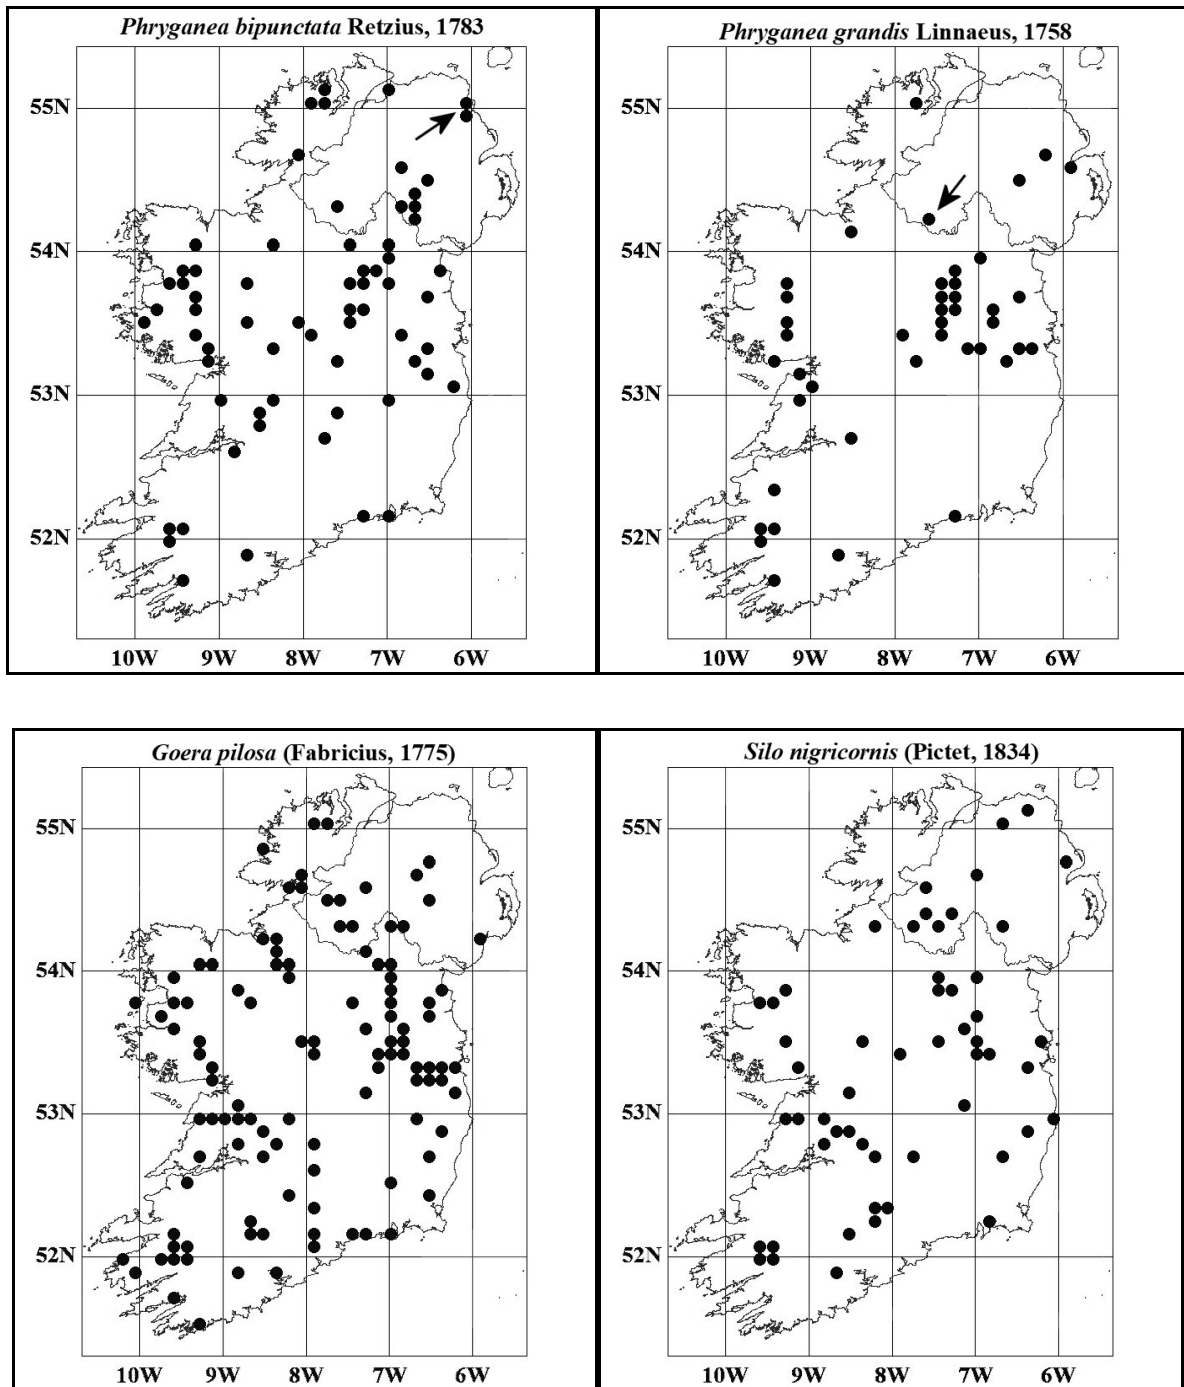 Phryganea bipunctata Retzius, 1783
55N
54N
53N
52N
10W 9W 8W 7W 6W
Phryganea grandis Linnaeus, 1758
55N
54N
53N
52N
10W 9W 8W 7W 6W
Goera pilosa (Fabricius, 1775)
55N
54N
53N
52N
10W 9W 8W 7W 6W
Silo nigricornis (Pictet, 1834)
55N
54N
53N
52N
10W 9W 8W 7W 6W